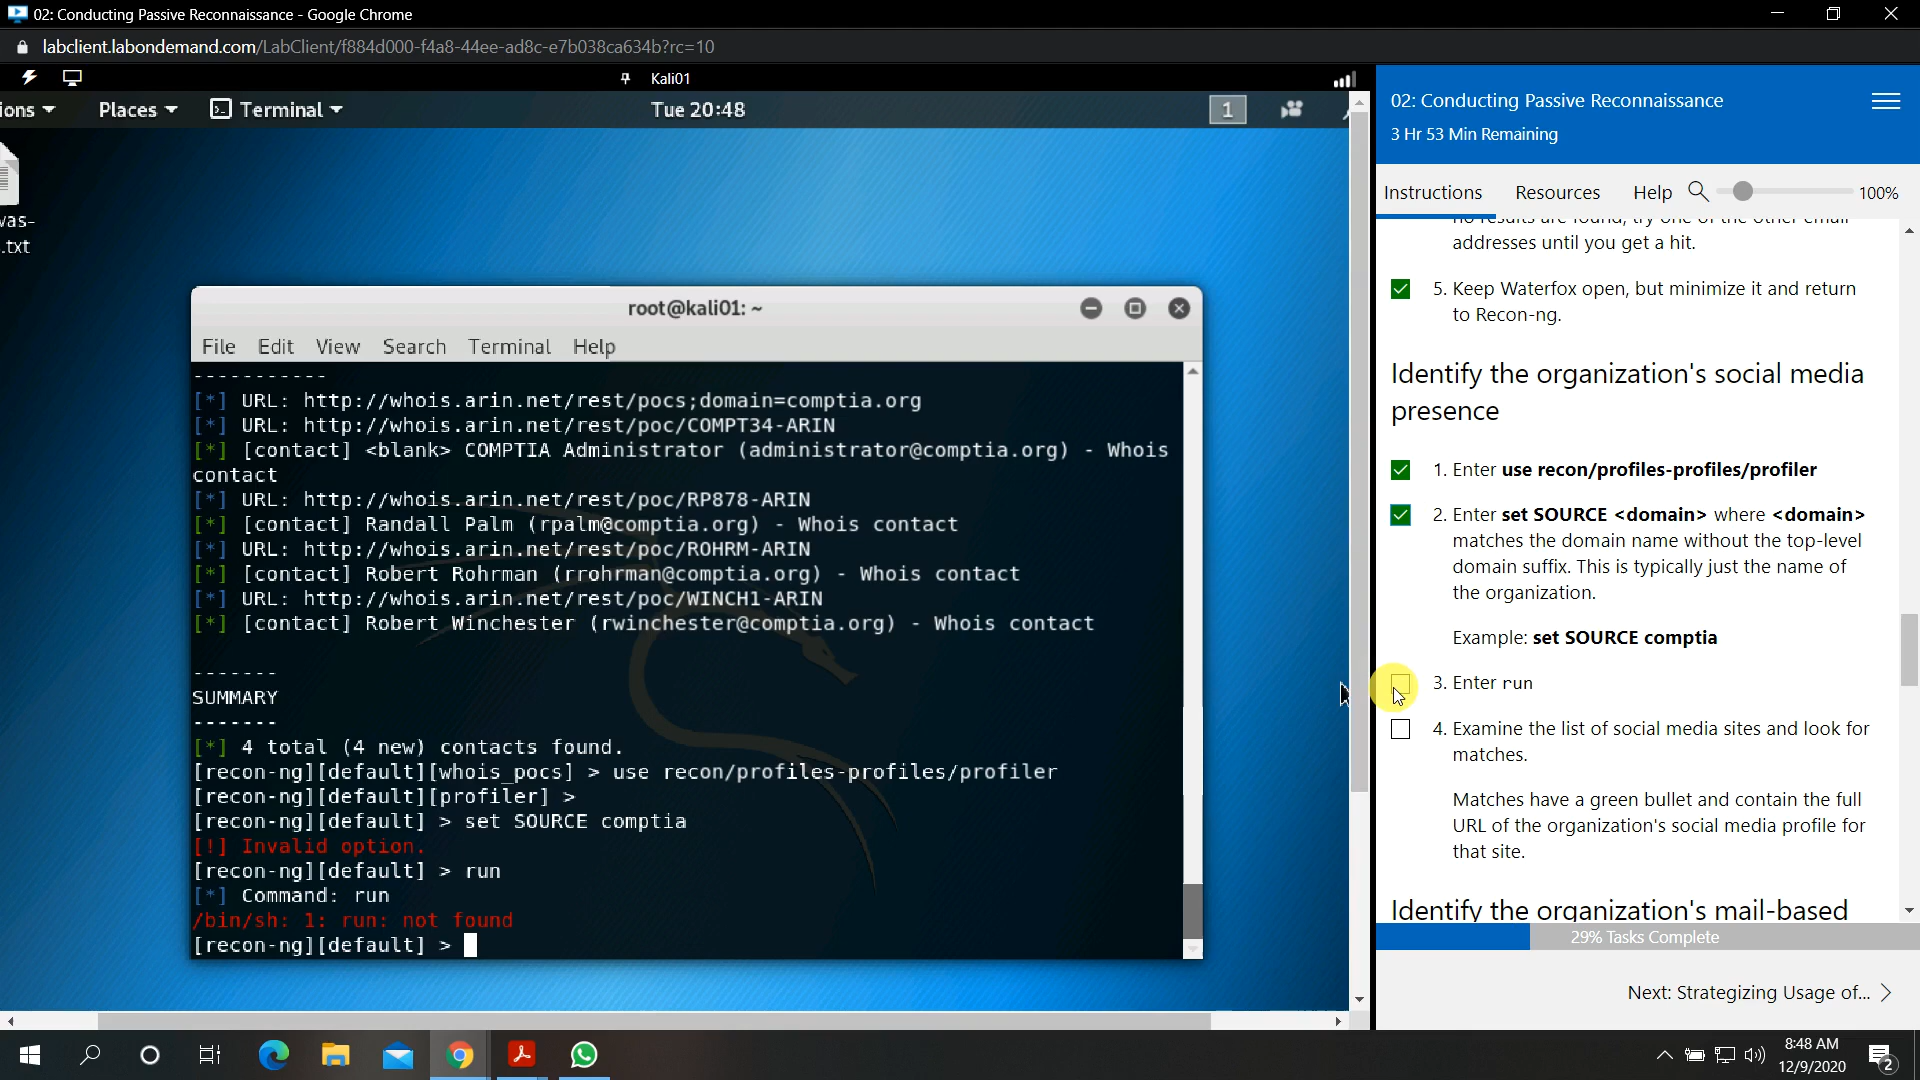 02: Conducting Passive Reconnaissance - Google Chrome
labclient.labondemand.com/LabClient/f884d000-f4a8-44ee-ad8c-e7b038ca634b?rc=10
Kali01
ions
Places
Terminal
Tue 20:48
1
vas-
.txt
root@kali01: ~
File Edit View Search Terminal Help
-----------
[*] URL: http://whois.arin.net/rest/pocs;domain=comptia.org
[*] URL: http://whois.arin.net/rest/poc/COMPT34-ARIN
[*] [contact] <blank> COMPTIA Administrator (administrator@comptia.org) - Whois
contact
[*] URL: http://whois.arin.net/rest/poc/RP878-ARIN
[*] [contact] Randall Palm (rpalm@comptia.org) - Whois contact
[*] URL: http://whois.arin.net/rest/poc/ROHRM-ARIN
[*] [contact] Robert Rohrman (rrohrman@comptia.org) - Whois contact
[*] URL: http://whois.arin.net/rest/poc/WINCH1-ARIN
[*] [contact] Robert Winchester (rwinchester@comptia.org) - Whois contact
-------
SUMMARY
-------
[*] 4 total (4 new) contacts found.
[recon-ng][default][whois_pocs] > use recon/profiles-profiles/profiler
[recon-ng][default][profiler] >
[recon-ng][default] > set SOURCE comptia
[!] Invalid option.
[recon-ng][default] > run
[*] Command: run
/bin/sh: 1: run: not found
[recon-ng][default] >
02: Conducting Passive Reconnaissance
3 Hr 53 Min Remaining
Instructions Resources Help 100%
no results are found, try one of the other email
addresses until you get a hit.
5. Keep Waterfox open, but minimize it and return
to Recon-ng.
Identify the organization's social media
presence
1. Enter use recon/profiles-profiles/profiler
2. Enter set SOURCE <domain> where <domain>
matches the domain name without the top-level
domain suffix. This is typically just the name of
the organization.
Example: set SOURCE comptia
3. Enter run
4. Examine the list of social media sites and look for
matches.
Matches have a green bullet and contain the full
URL of the organization's social media profile for
that site.
Identify the organization's mail-based
29% Tasks Complete
Next: Strategizing Usage of...
8:48 AM
12/9/2020
2